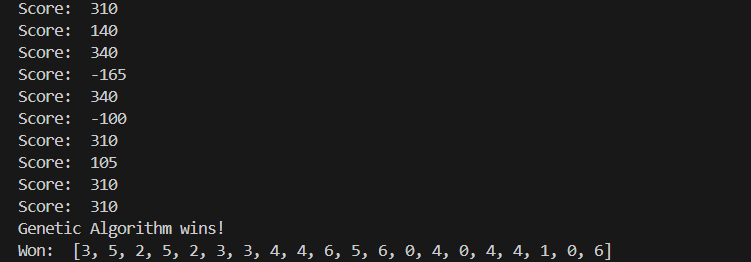 Score:  310
Score:  140
Score:  340
Score:  -165
Score:  340
Score:  -100
Score:  310
Score:  105
Score:  310
Score:  310
Genetic Algorithm wins!
Won:  [3, 5, 2, 5, 2, 3, 3, 4, 4, 6, 5, 6, 0, 4, 0, 4, 4, 1, 0, 6]